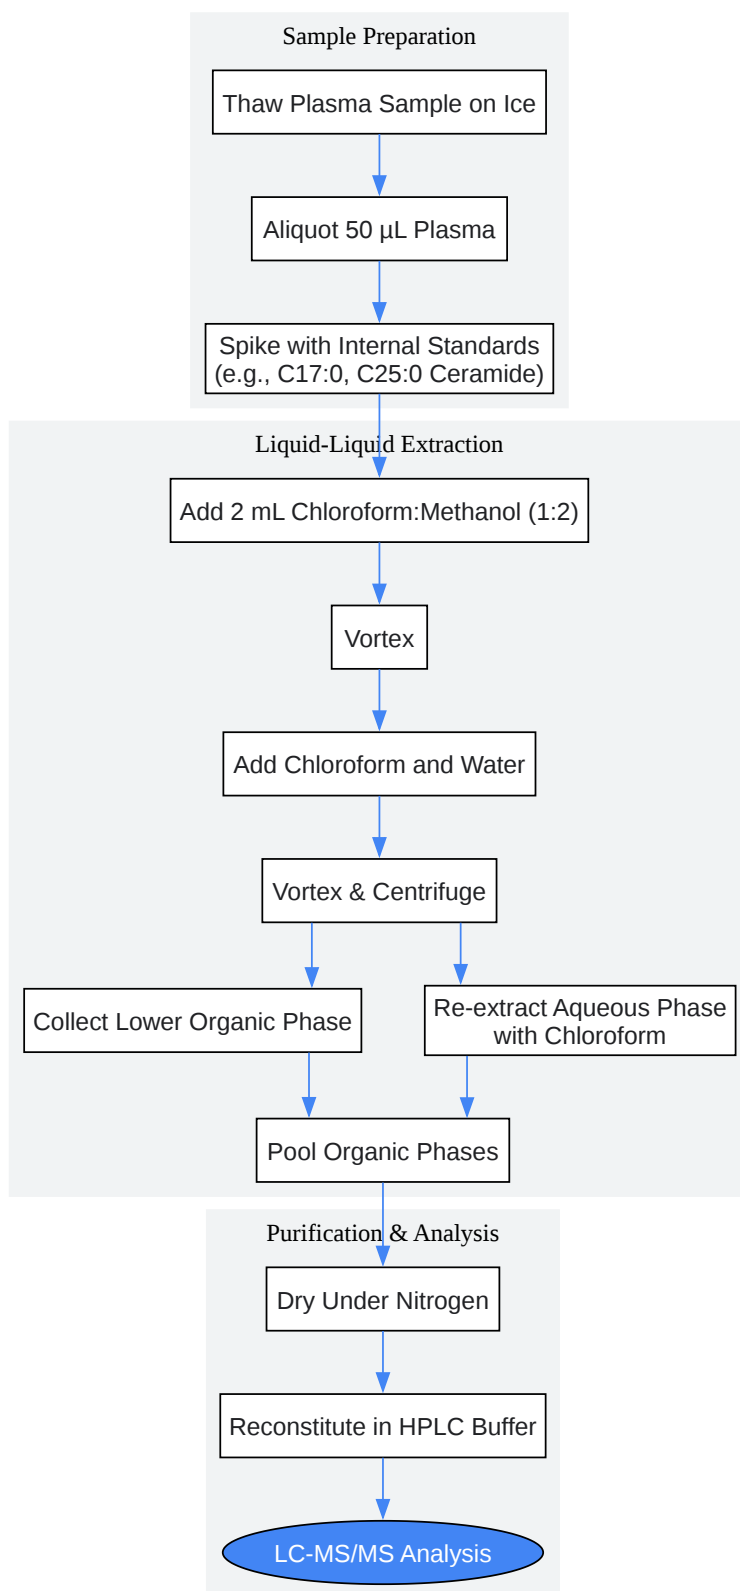 Sample Preparation
Thaw Plasma Sample on Ice
Aliquot 50 µL Plasma
Spike with Internal Standards
(e.g., C17:0, C25:0 Ceramide)
Liquid-Liquid Extraction
Add 2 mL Chloroform:Methanol (1:2)
Vortex
Add Chloroform and Water
Vortex & Centrifuge
Collect Lower Organic Phase
Re-extract Aqueous Phase
with Chloroform
Pool Organic Phases
Purification & Analysis
Dry Under Nitrogen
Reconstitute in HPLC Buffer
LC-MS/MS Analysis